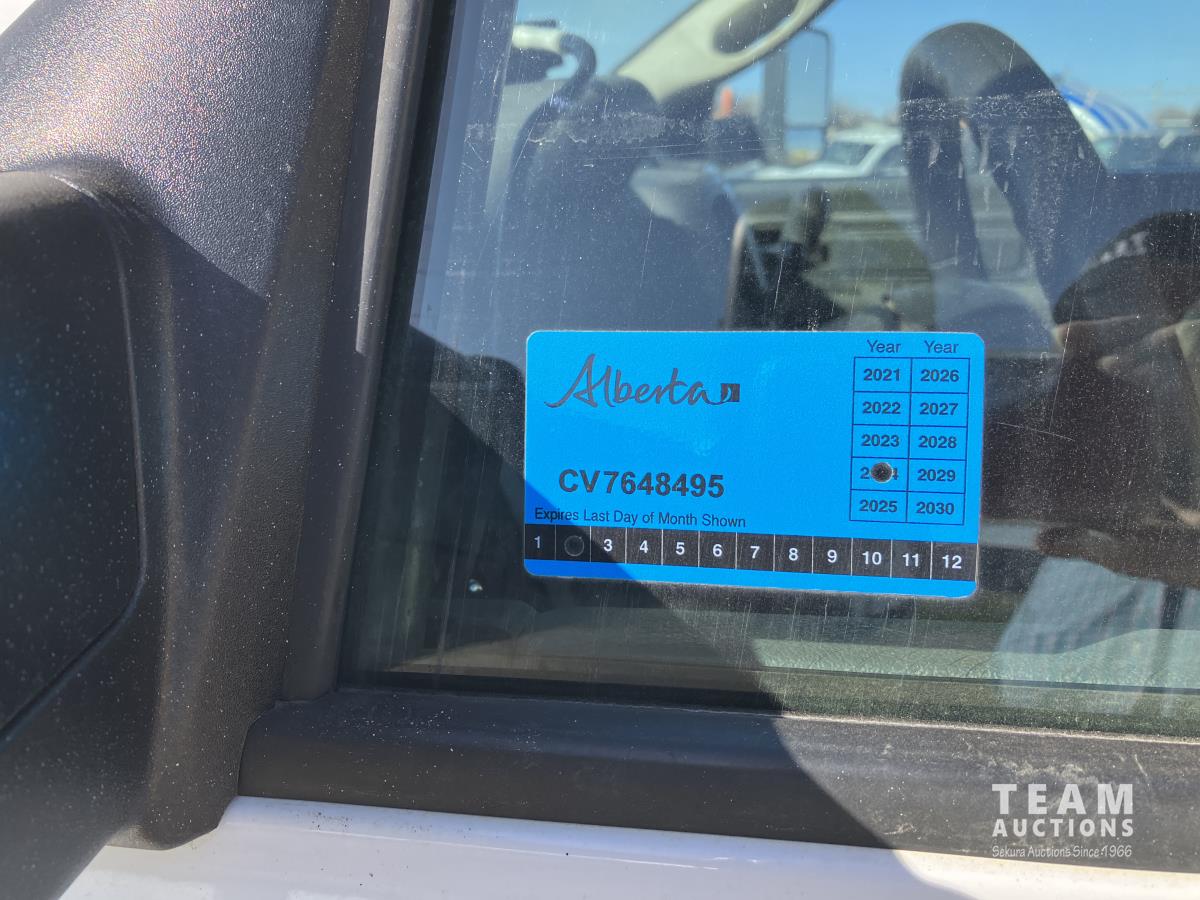 Alberta
Year Year
2021 2026
2022 2027
2023 2028
2029
2025 2030
CV7648495
Expires Last Day of Month Shown
1 3 4 5 6 7 8 9 10 11 12
TEAM
AUCTIONS
Sekura Auctions Since 1966